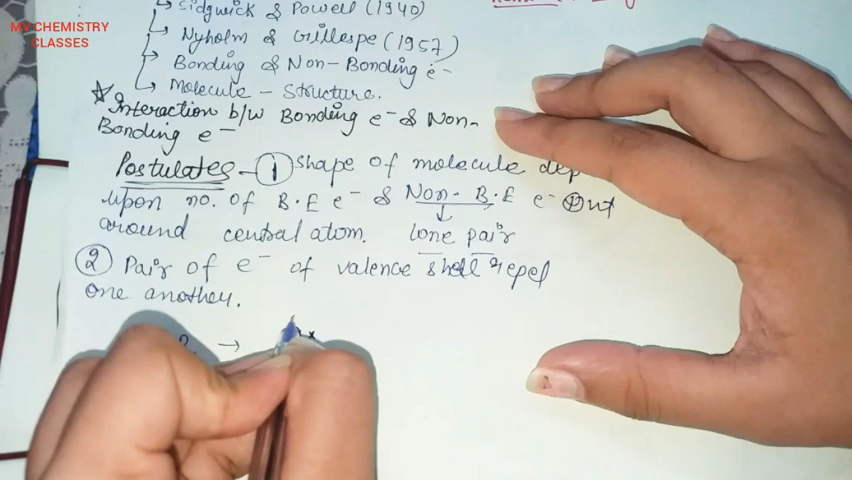 MY CHEMISTRY
CLASSES
Sidgwick & Powell (1940)
Nyholm & Gillespe (1957)
Bonding & Non-Bonding e-
Molecule - Structure.
Interaction b/w Bonding e- & Non-
Bonding e-
Postulates - ① Shape of molecule dep
upon no. of B.E e- & Non-B.E e-
around central atom. lone pair
② Pair of e- of valence shell repel
one another.
→